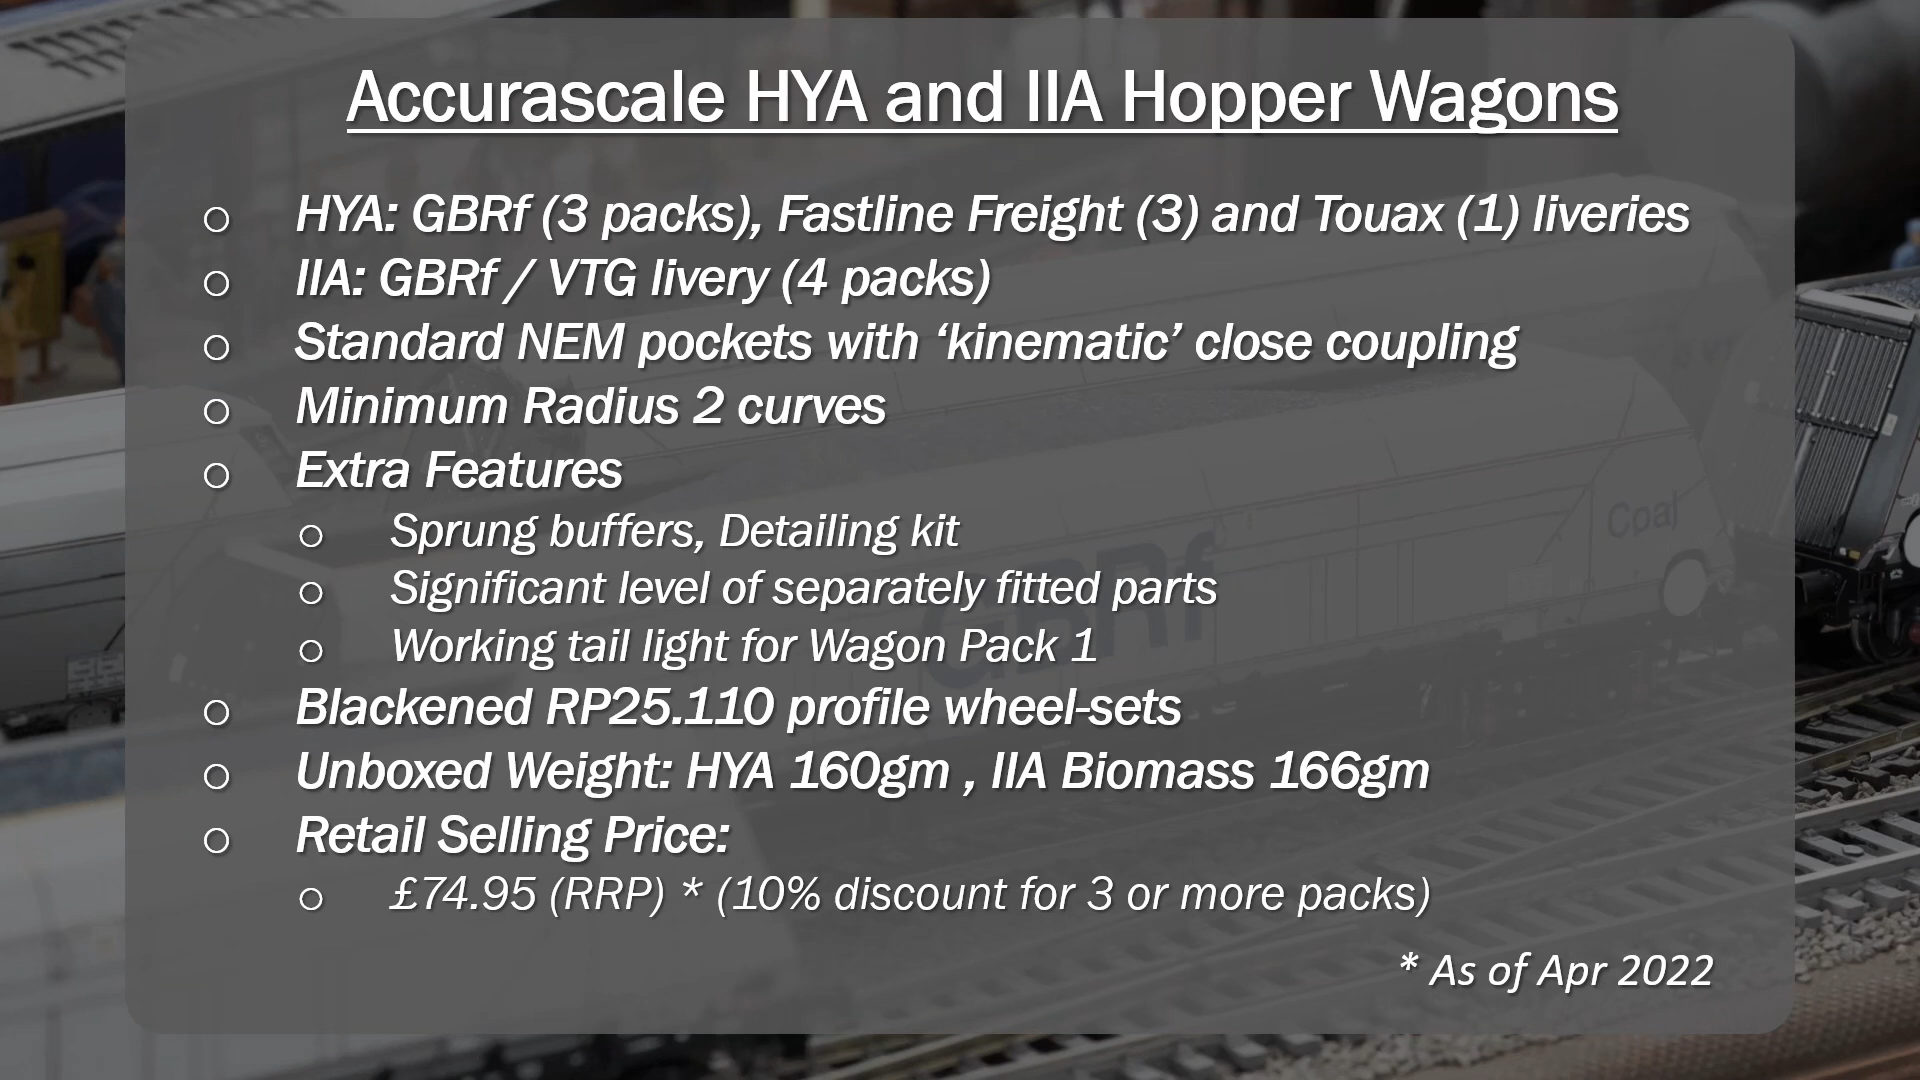 Accurascale HYA and IIA Hopper Wagons
o HYA: GBRf (3 packs), Fastline Freight (3) and Touax (1) liveries
o IIA: GBRf / VTG livery (4 packs)
o Standard NEM pockets with ‘kinematic’ close coupling
o Minimum Radius 2 curves
o Extra Features
o Sprung buffers, Detailing kit
o Significant level of separately fitted parts
o Working tail light for Wagon Pack 1
o Blackened RP25.110 profile wheel-sets
o Unboxed Weight: HYA 160gm , IIA Biomass 166gm
o Retail Selling Price:
o £74.95 (RRP) * (10% discount for 3 or more packs)
* As of Apr 2022
Coal
GBRf